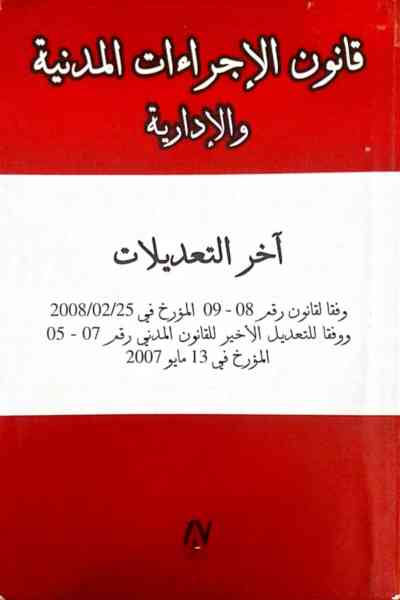 قانون الإجراءات المدنية
والإدارية
آخر التعديلات
وفقا لقانون رقم 08 - 09 المؤرخ في 2008/02/25
ووفقا للتعديل الأخير للقانون المدني رقم 07 - 05
المؤرخ في 13 مايو 2007